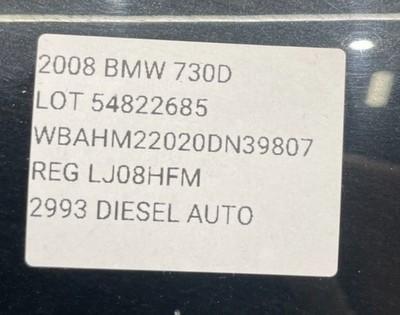 2008 BMW 730D
LOT 54822685
WBAHM22020DN39807
REG LJ08HFM
2993 DIESEL AUTO